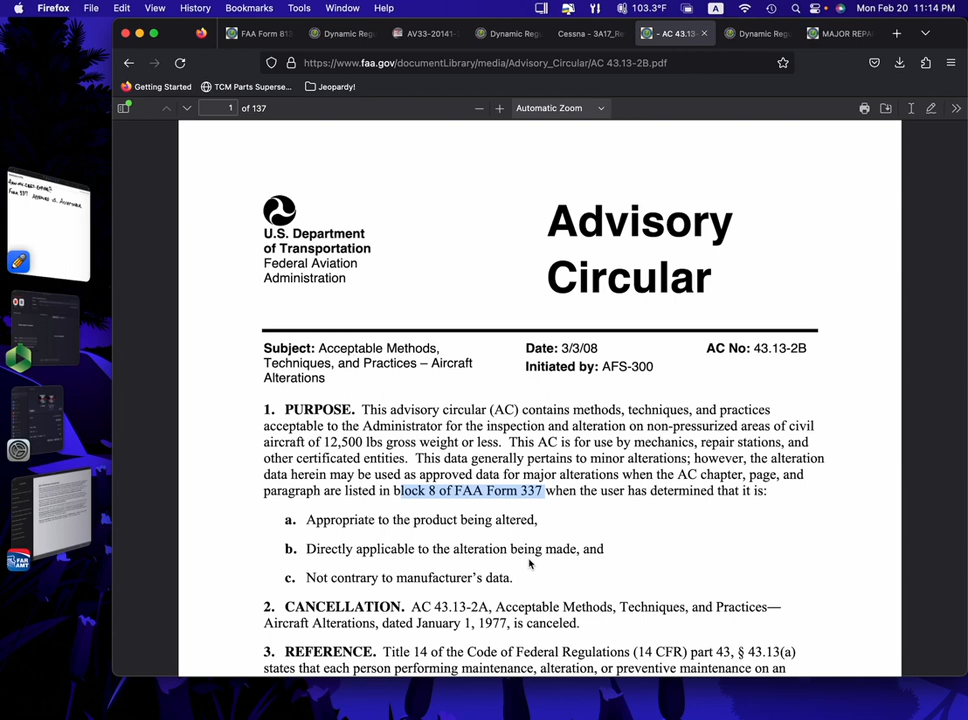 Firefox File Edit View History Bookmarks Tools Window Help 103.3°F A Mon Feb 20 11:14 PM
FAA Form 813 Dynamic Regu AV33-20141- Dynamic Regu Cessna - 3A17_Re - AC 43.13- Dynamic Regu MAJOR REPA
https://www.faa.gov/documentLibrary/media/Advisory_Circular/AC 43.13-2B.pdf
Getting Started TCM Parts Superse... Jeopardy!
1 of 137 Automatic Zoom
Form 337 Approved vs. Acceptable
FAR
AMT
U.S. Department
of Transportation
Federal Aviation
Administration
Advisory
Circular
Subject: Acceptable Methods,
Techniques, and Practices – Aircraft
Alterations
Date: 3/3/08
Initiated by: AFS-300
AC No: 43.13-2B
1. PURPOSE. This advisory circular (AC) contains methods, techniques, and practices
acceptable to the Administrator for the inspection and alteration on non-pressurized areas of civil
aircraft of 12,500 lbs gross weight or less. This AC is for use by mechanics, repair stations, and
other certificated entities. This data generally pertains to minor alterations; however, the alteration
data herein may be used as approved data for major alterations when the AC chapter, page, and
paragraph are listed in block 8 of FAA Form 337 when the user has determined that it is:
a. Appropriate to the product being altered,
b. Directly applicable to the alteration being made, and
c. Not contrary to manufacturer's data.
2. CANCELLATION. AC 43.13-2A, Acceptable Methods, Techniques, and Practices—
Aircraft Alterations, dated January 1, 1977, is canceled.
3. REFERENCE. Title 14 of the Code of Federal Regulations (14 CFR) part 43, § 43.13(a)
states that each person performing maintenance, alteration, or preventive maintenance on an